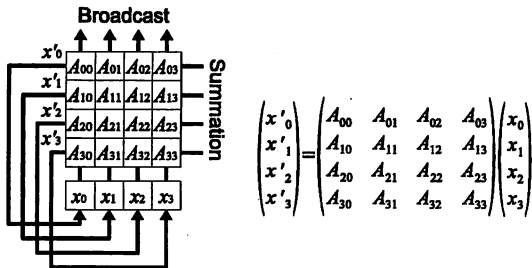 Broadcast
x'0 A00 A01 A02 A03
x'1 A10 A11 A12 A13
x'2 A20 A21 A22 A23
x'3 A30 A31 A32 A33
x0 x1 x2 x3
Summation
x'0 = A00 A01 A02 A03 x0
x'1 A10 A11 A12 A13 x1
x'2 A20 A21 A22 A23 x2
x'3 A30 A31 A32 A33 x3